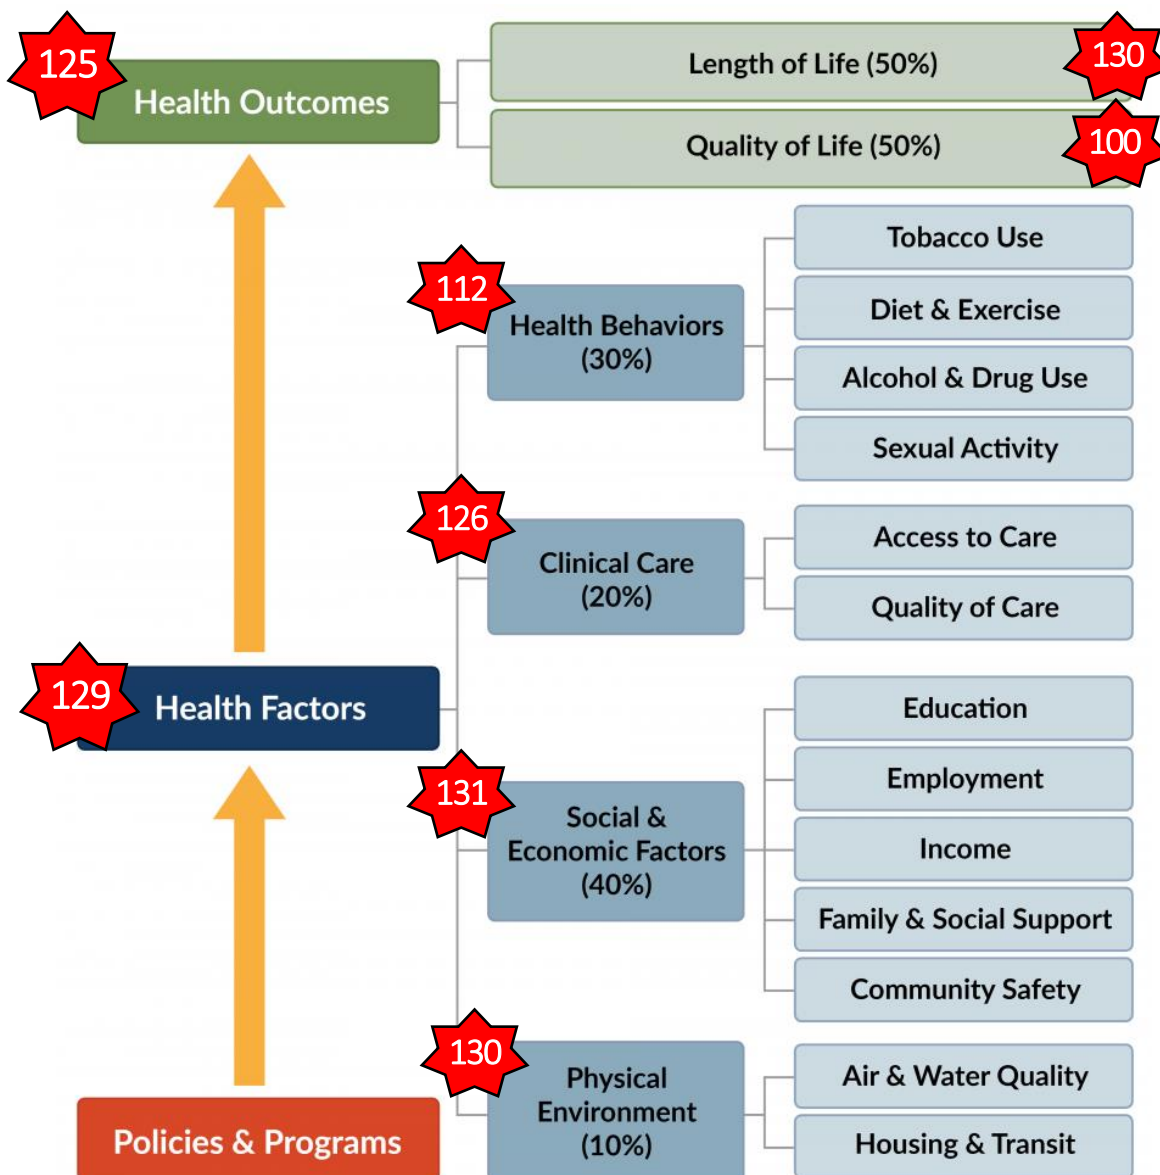 125
Health Outcomes
Length of Life (50%)
130
Quality of Life (50%)
100
112
Health Behaviors
(30%)
Tobacco Use
Diet & Exercise
Alcohol & Drug Use
Sexual Activity
126
Clinical Care
(20%)
Access to Care
Quality of Care
129
Health Factors
131
Social &
Economic Factors
(40%)
Education
Employment
Income
Family & Social Support
Community Safety
130
Physical
Environment
(10%)
Air & Water Quality
Housing & Transit
Policies & Programs